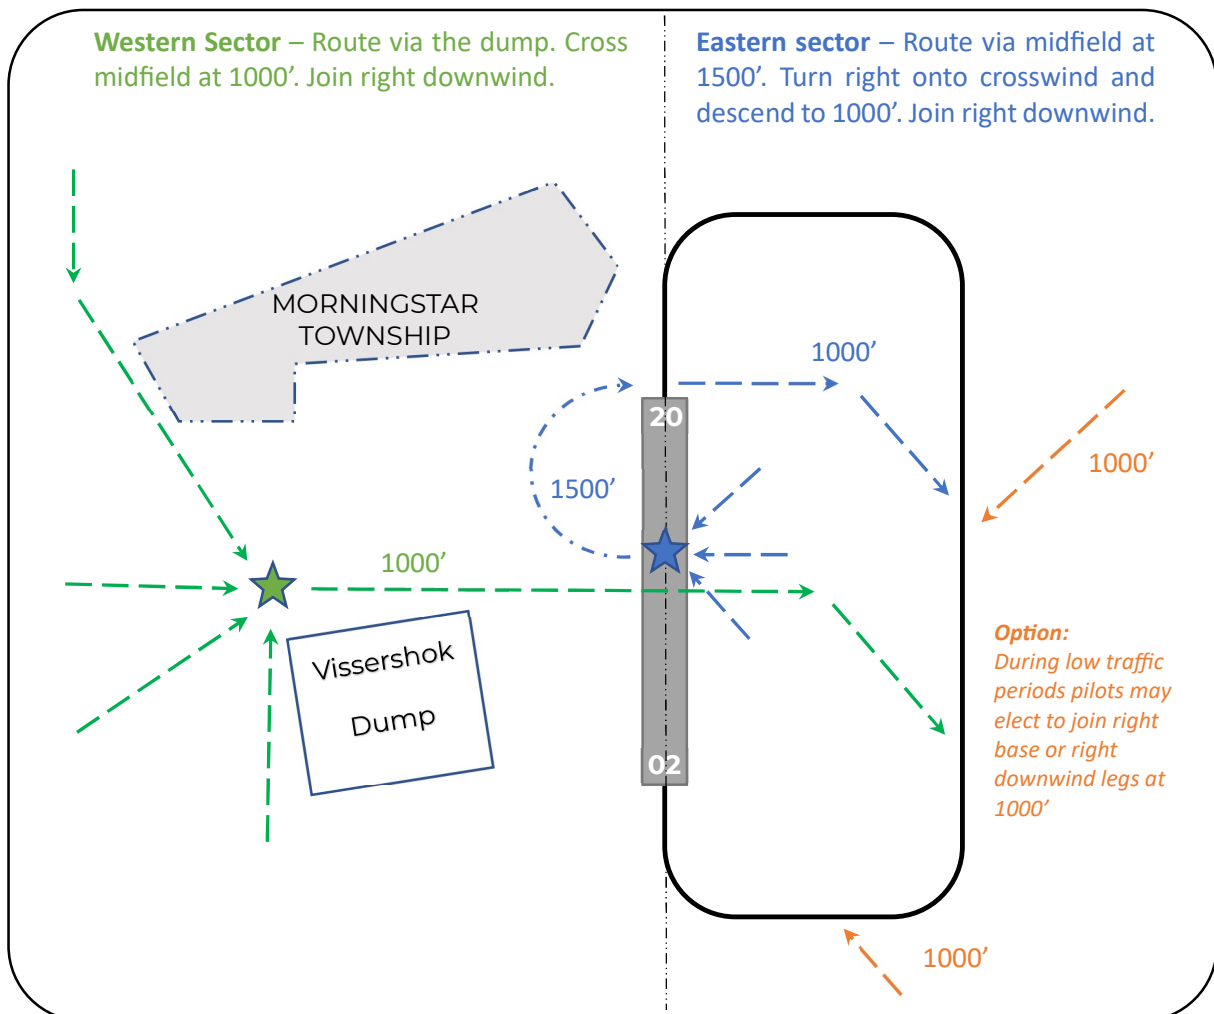 Western Sector – Route via the dump. Cross
midfield at 1000’. Join right downwind.
Eastern sector – Route via midfield at
1500’. Turn right onto crosswind and
descend to 1000’. Join right downwind.
MORNINGSTAR
TOWNSHIP
1000’
20
1000’
1500’
1000’
Vissershok
Dump
02
Option:
During low traffic
periods pilots may
elect to join right
base or right
downwind legs at
1000’
1000’